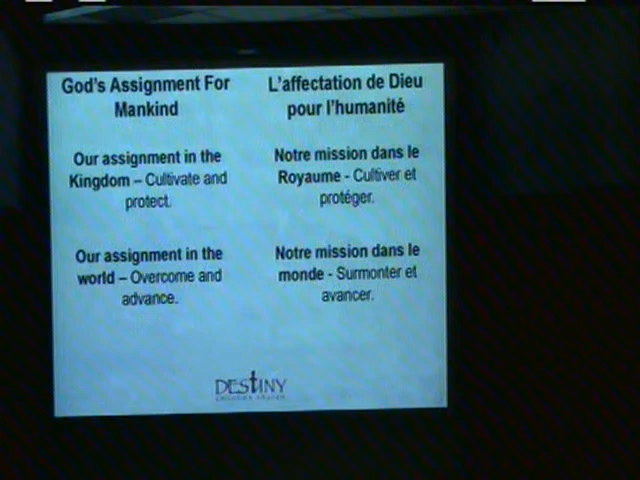 God's Assignment For
Mankind
Our assignment in the
Kingdom – Cultivate and
protect.
Our assignment in the
world – Overcome and
advance.
L'affectation de Dieu
pour l'humanité
Notre mission dans le
Royaume - Cultiver et
protéger.
Notre mission dans le
monde - Surmonter et
avancer.
DESTINY